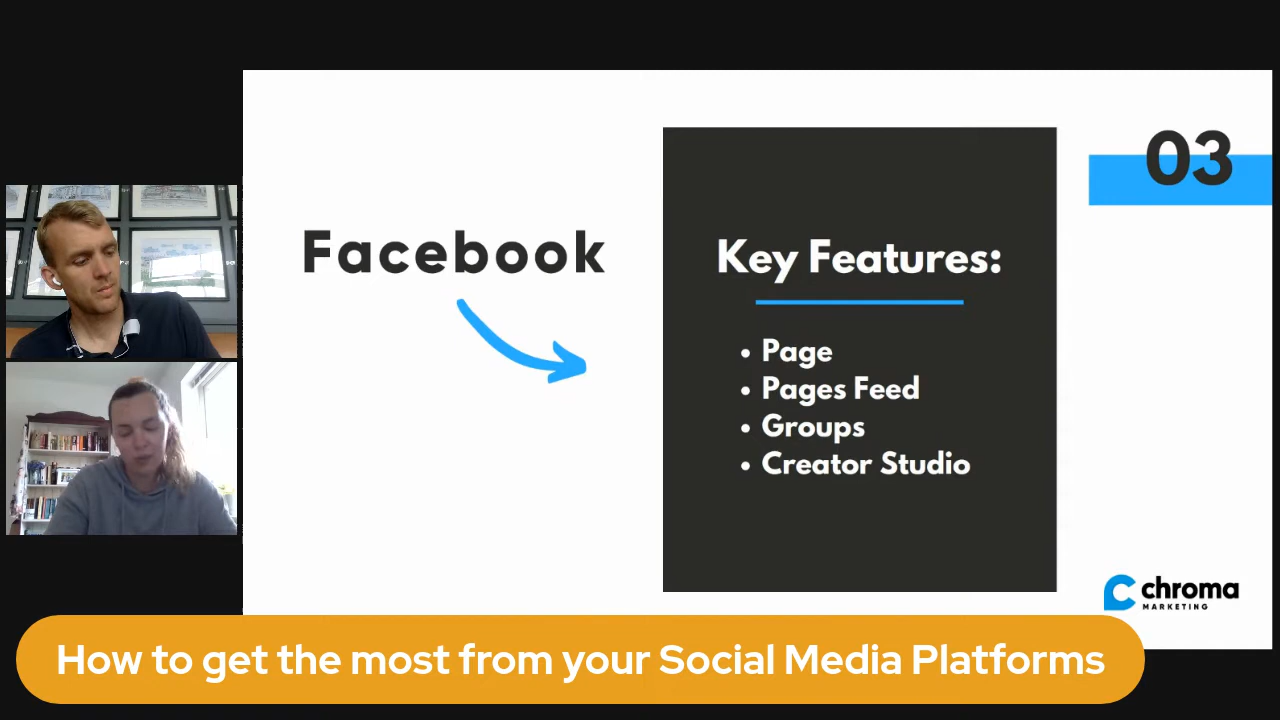 03
Facebook
Key Features:
• Page
• Pages Feed
• Groups
• Creator Studio
chroma
MARKETING
How to get the most from your Social Media Platforms